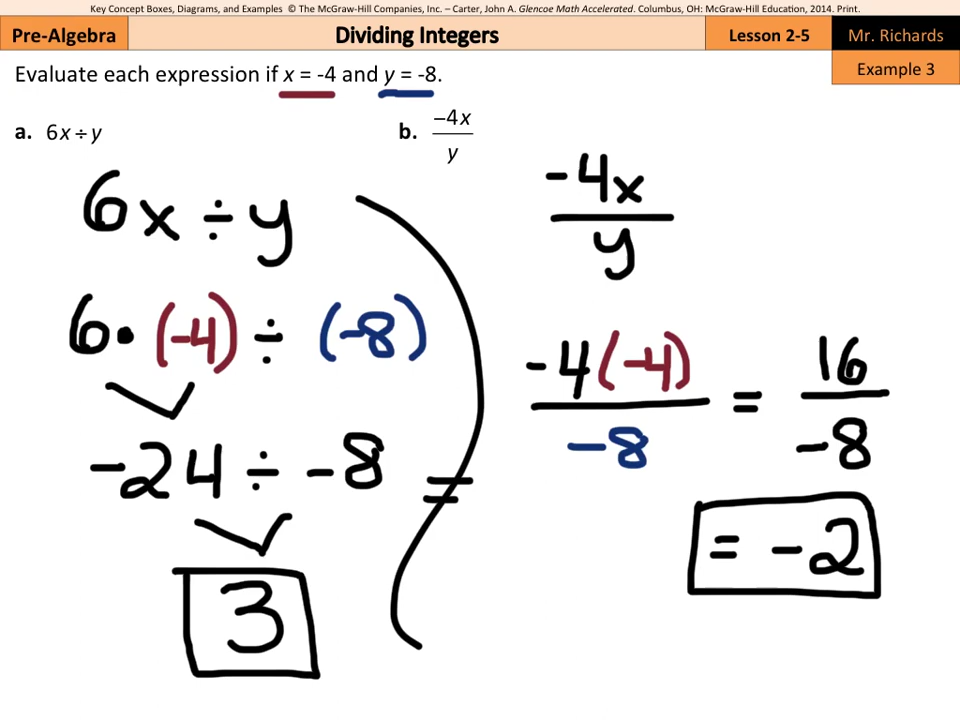 Key Concept Boxes, Diagrams, and Examples © The McGraw-Hill Companies, Inc. – Carter, John A. Glencoe Math Accelerated. Columbus, OH: McGraw-Hill Education, 2014. Print.
Pre-Algebra
Dividing Integers
Lesson 2-5
Mr. Richards
Example 3
Evaluate each expression if x = -4 and y = -8.
a. 6x ÷ y
b. −4x
y
6x ÷ y
6 • (-4) ÷ (-8)
-24 ÷ -8
=
3
-4x
y
-4(-4)
-8
=
16
-8
= -2